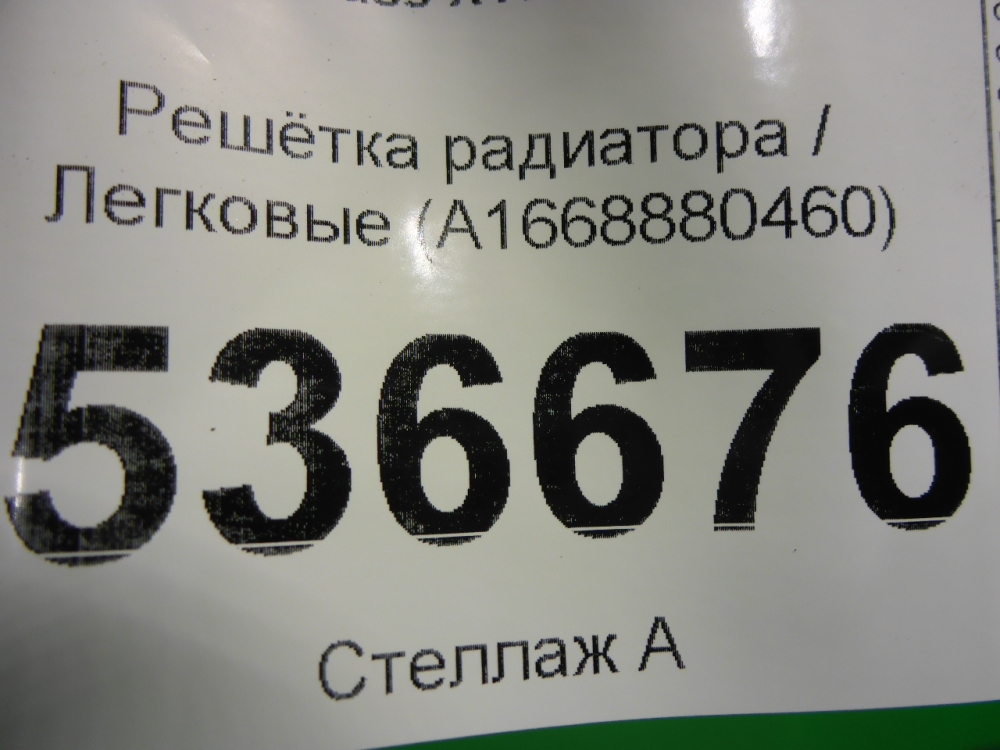 Решётка радиатора /
Легковые (A1668880460)
536676
Стеллаж А